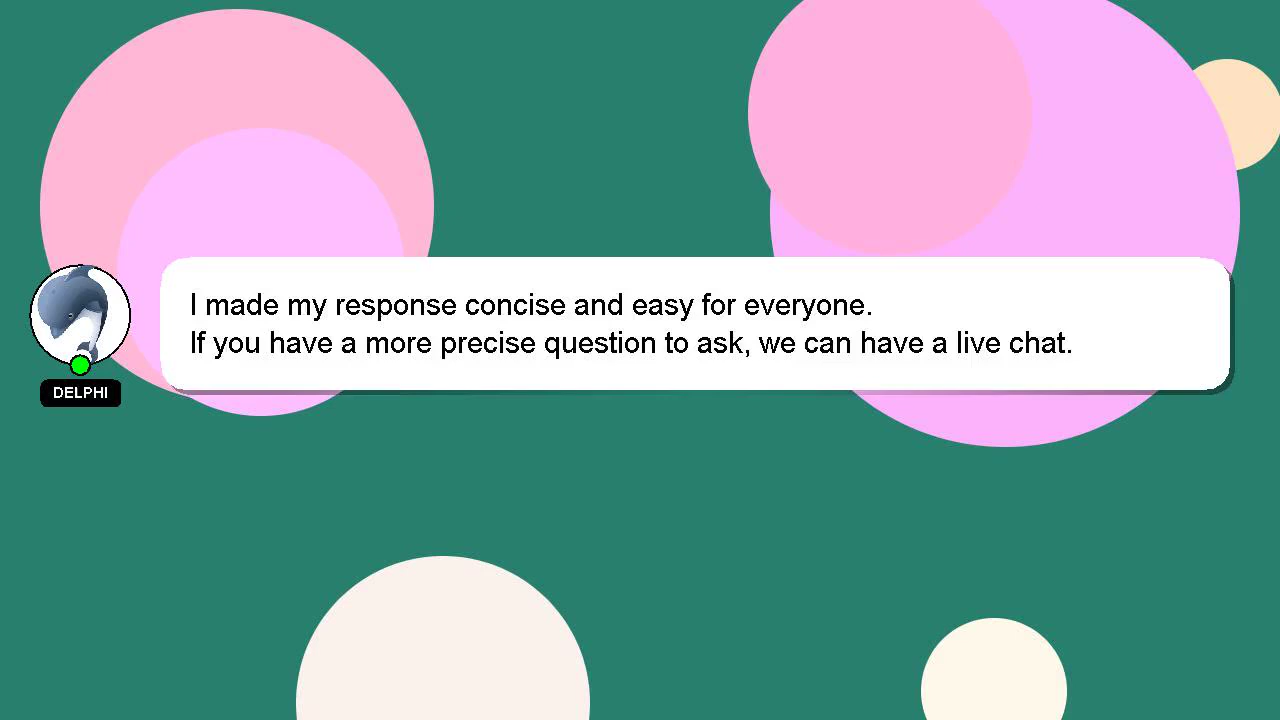 I made my response concise and easy for everyone.
If you have a more precise question to ask, we can have a live chat.
DELPHI